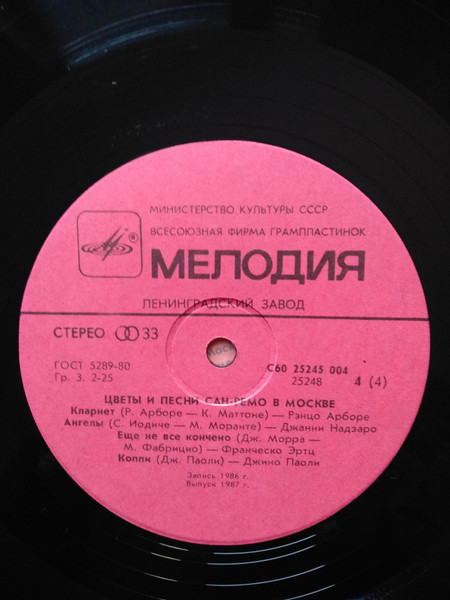 МИНИСТЕРСТВО КУЛЬТУРЫ СССР
ВСЕСОЮЗНАЯ ФИРМА ГРАМПЛАСТИНОК
®
МЕЛОДИЯ
ЛЕНИНГРАДСКИЙ ЗАВОД
СТЕРЕО 33
ГОСТ 5289-80
Гр. 3. 2-25
С60 25245 004
25248 4 (4)
ЦВЕТЫ И ПЕСНИ САН-РЕМО В МОСКВЕ
Кларнет (Р. Арборе — К. Маттоне) — Рэнцо Арборе
Ангелы (С. Иодиче — М. Моранте) — Джанни Надзаро
Еще не все кончено (Дж. Морра —
М. Фабрицио) — Франческо Эртц
Коппи (Дж. Паоли) — Джино Паоли
Запись 1986 г.
Выпуск 1987 г.